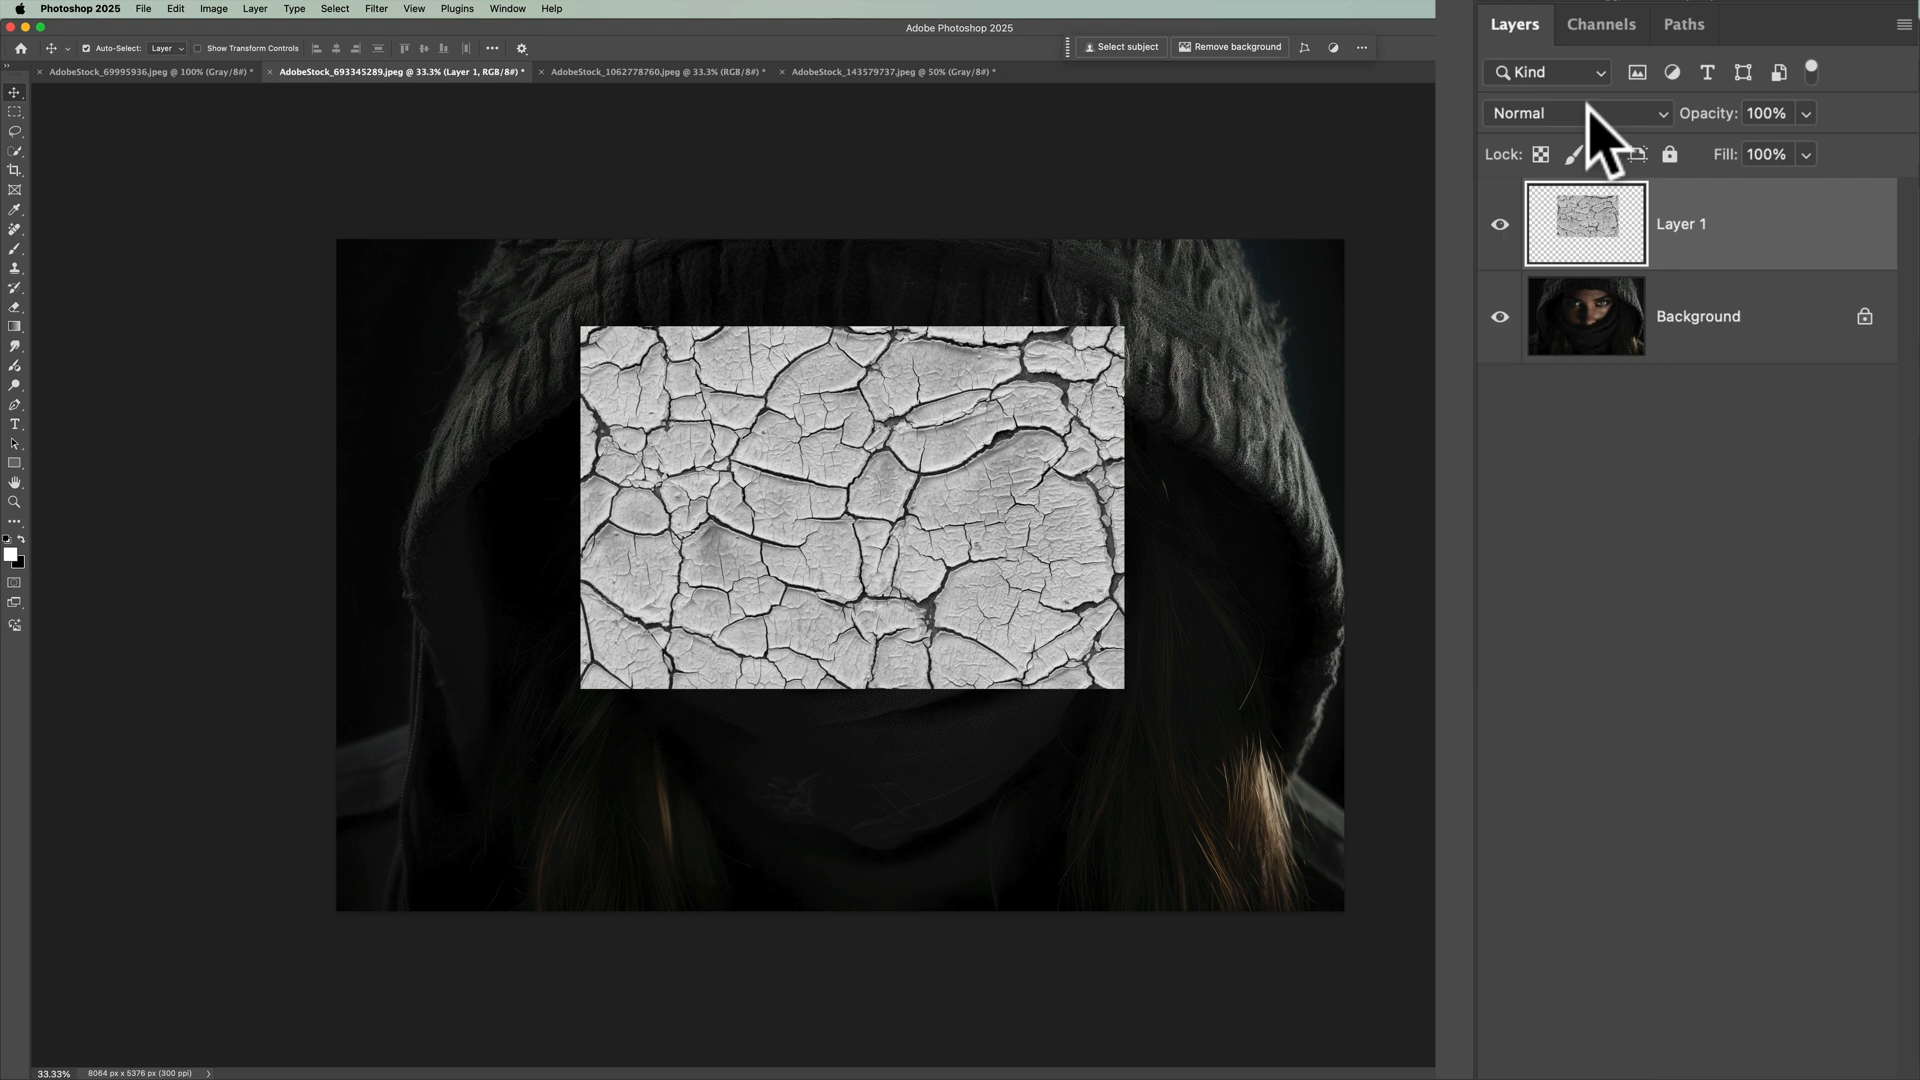 Photoshop 2025 File Edit Image Layer Type Select Filter View Plugins Window Help
Adobe Photoshop 2025
Auto-Select: Layer Show Transform Controls Select subject Remove background
AdobeStock_69995936.jpeg @ 100% (Gray/8#) * AdobeStock_693345289.jpeg @ 33.3% (Layer 1, RGB/8#) * AdobeStock_1062778760.jpeg @ 33.3% (RGB/8#) * AdobeStock_143579737.jpeg @ 50% (Gray/8#) *
Layers Channels Paths
Kind
Normal Opacity: 100%
Lock: Fill: 100%
Layer 1
Background
33.33% 8064 px x 5376 px (300 ppi)